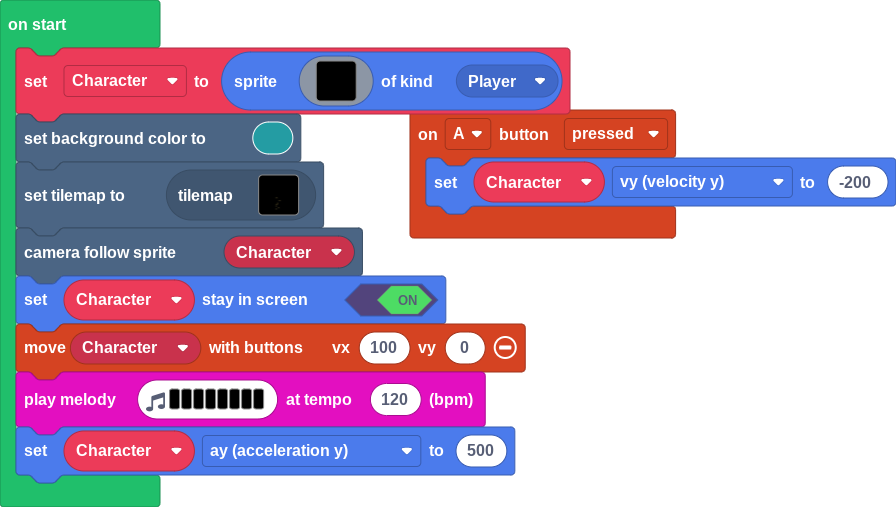 on start
set Character to sprite of kind Player
set background color to
set tilemap to tilemap
camera follow sprite Character
set Character stay in screen ON
move Character with buttons vx 100 vy 0
play melody at tempo 120 (bpm)
set Character ay (acceleration y) to 500
on A button pressed
set Character vy (velocity y) to -200